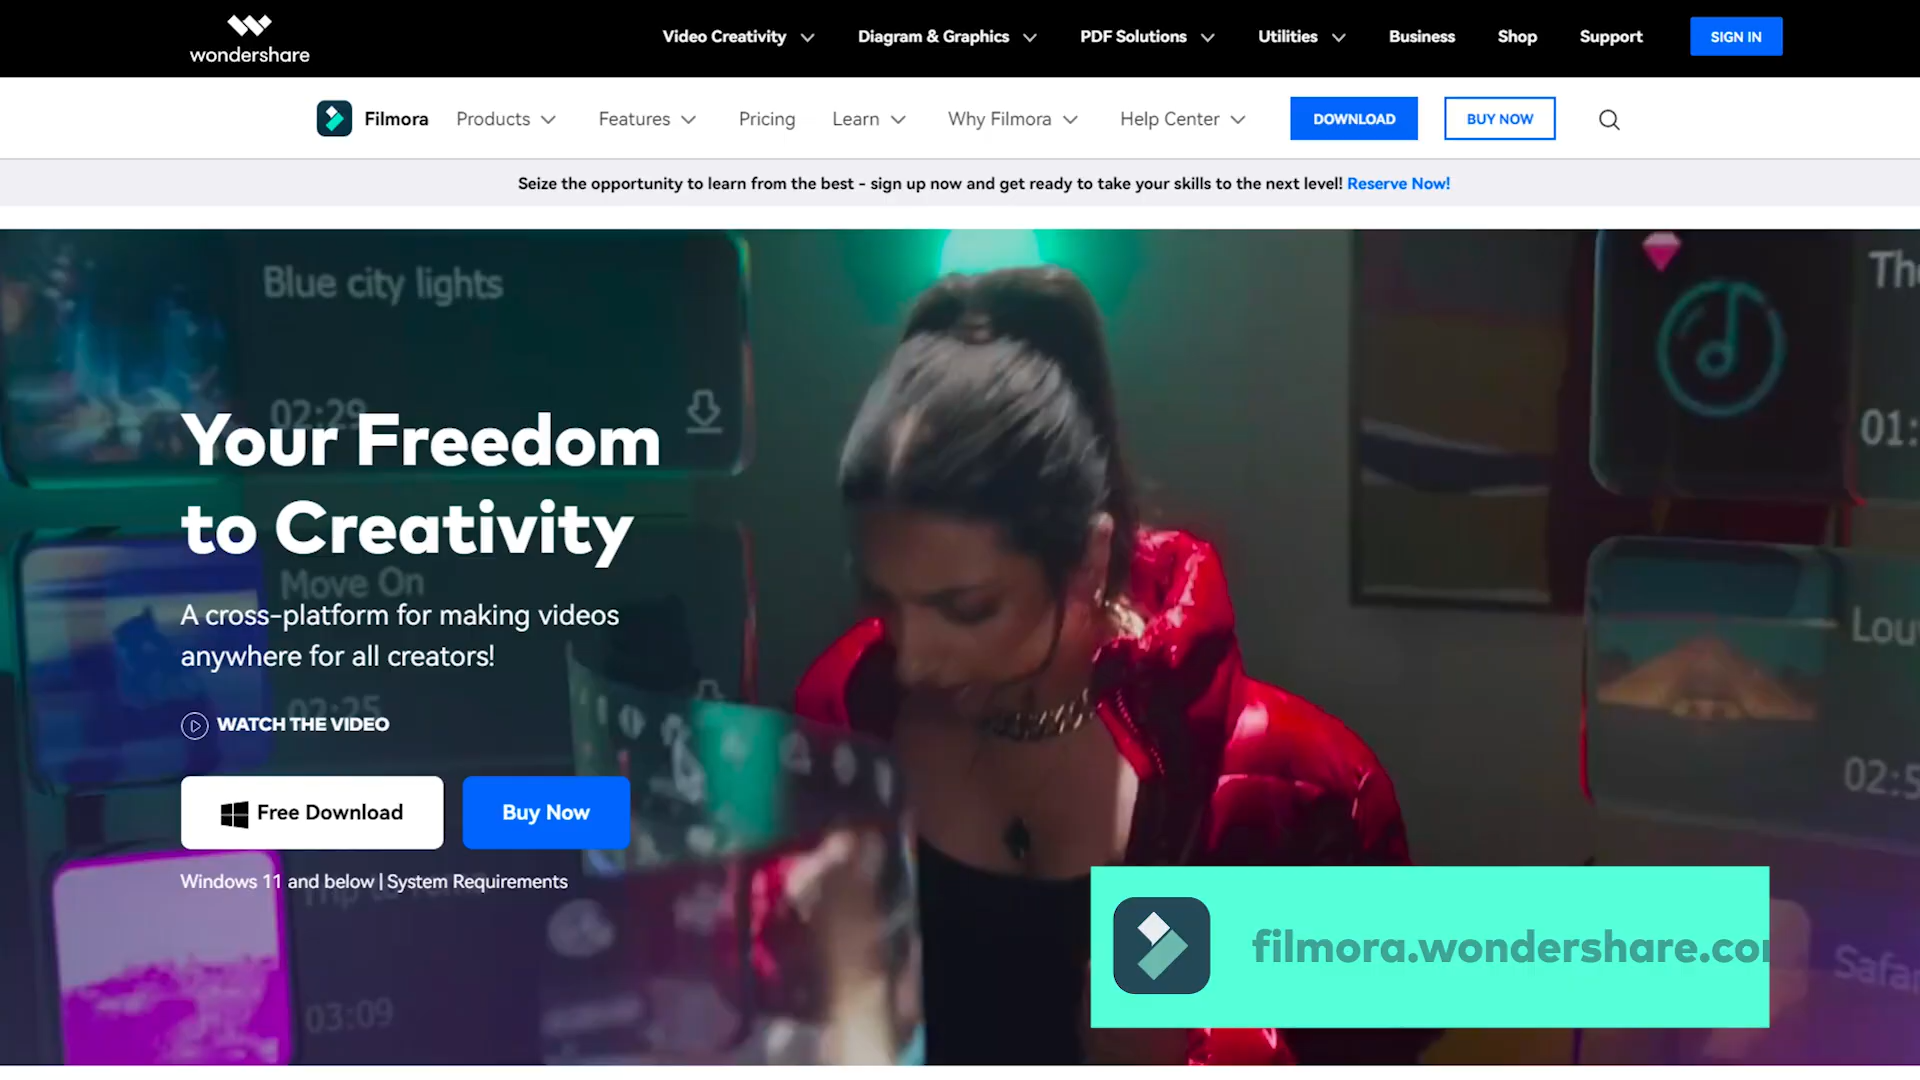 wondershare
Video Creativity
Diagram & Graphics
PDF Solutions
Utilities
Business
Shop
Support
SIGN IN
Filmora
Products
Features
Pricing
Learn
Why Filmora
Help Center
DOWNLOAD
BUY NOW
Seize the opportunity to learn from the best - sign up now and get ready to take your skills to the next level! Reserve Now!
Blue city lights
02:29
Your Freedom
to Creativity
Move On
A cross-platform for making videos
anywhere for all creators!
02:25
WATCH THE VIDEO
Free Download
Buy Now
Windows 11 and below | System Requirements
03:09
01:
02:5
filmora.wondershare.co